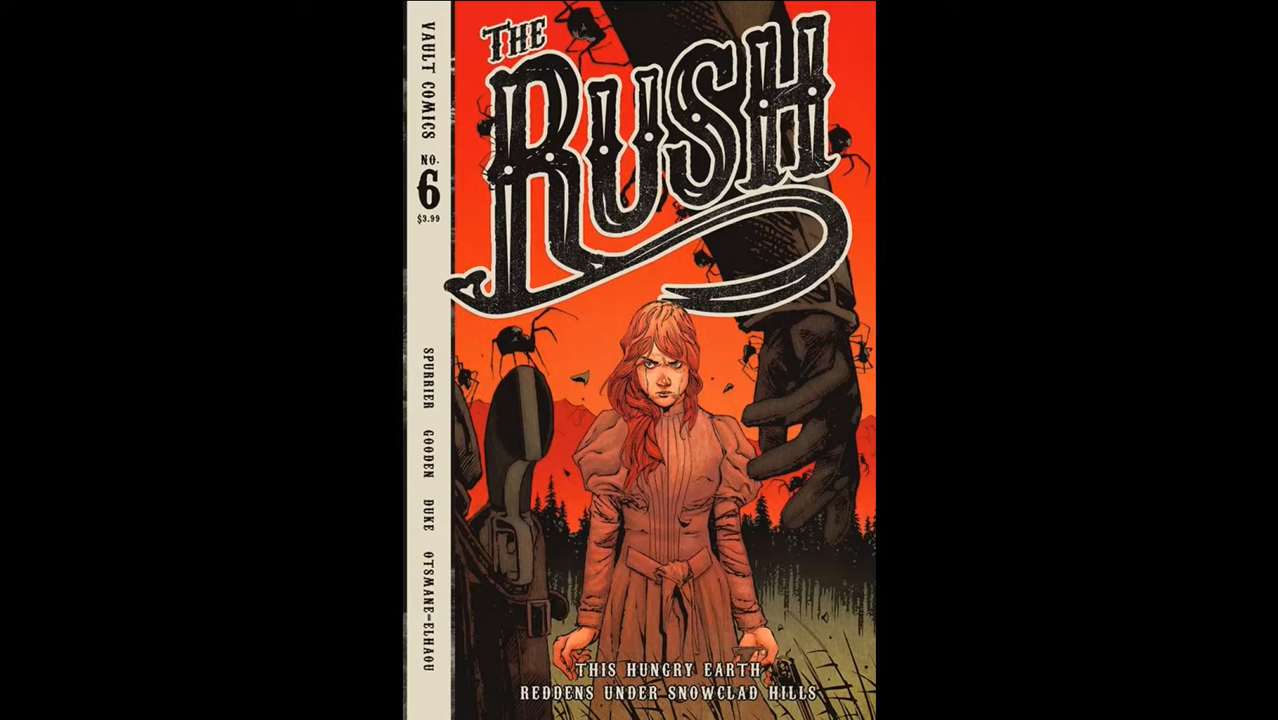 VAULT COMICS
NO.
6
$3.99
SPURRIER
GOODEN
DUKE
OTSMANE=ELHAOU
THE
RUSH
THIS HUNGRY EARTH
REDDENS UNDER SNOWCLAD HILLS